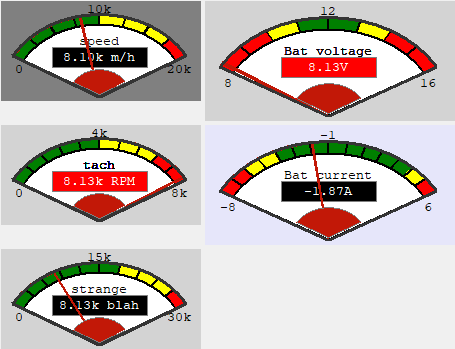 10k
speed
8.10k m/h
0 20k
12
Bat voltage
8.13V
8 16
4k
tach
8.13k RPM
0 8k
-1
Bat current
-1.87A
-8 6
15k
strange
8.13k blah
0 30k